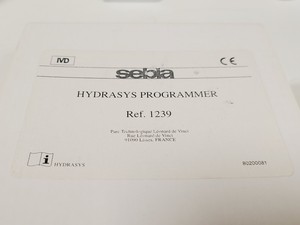 IVD
sebia
CE
HYDRASYS PROGRAMMER
Ref. 1239
Parc Technologique Léonard de Vinci
Rue Léonard de Vinci
91090 Lisses, FRANCE
i
HYDRASYS